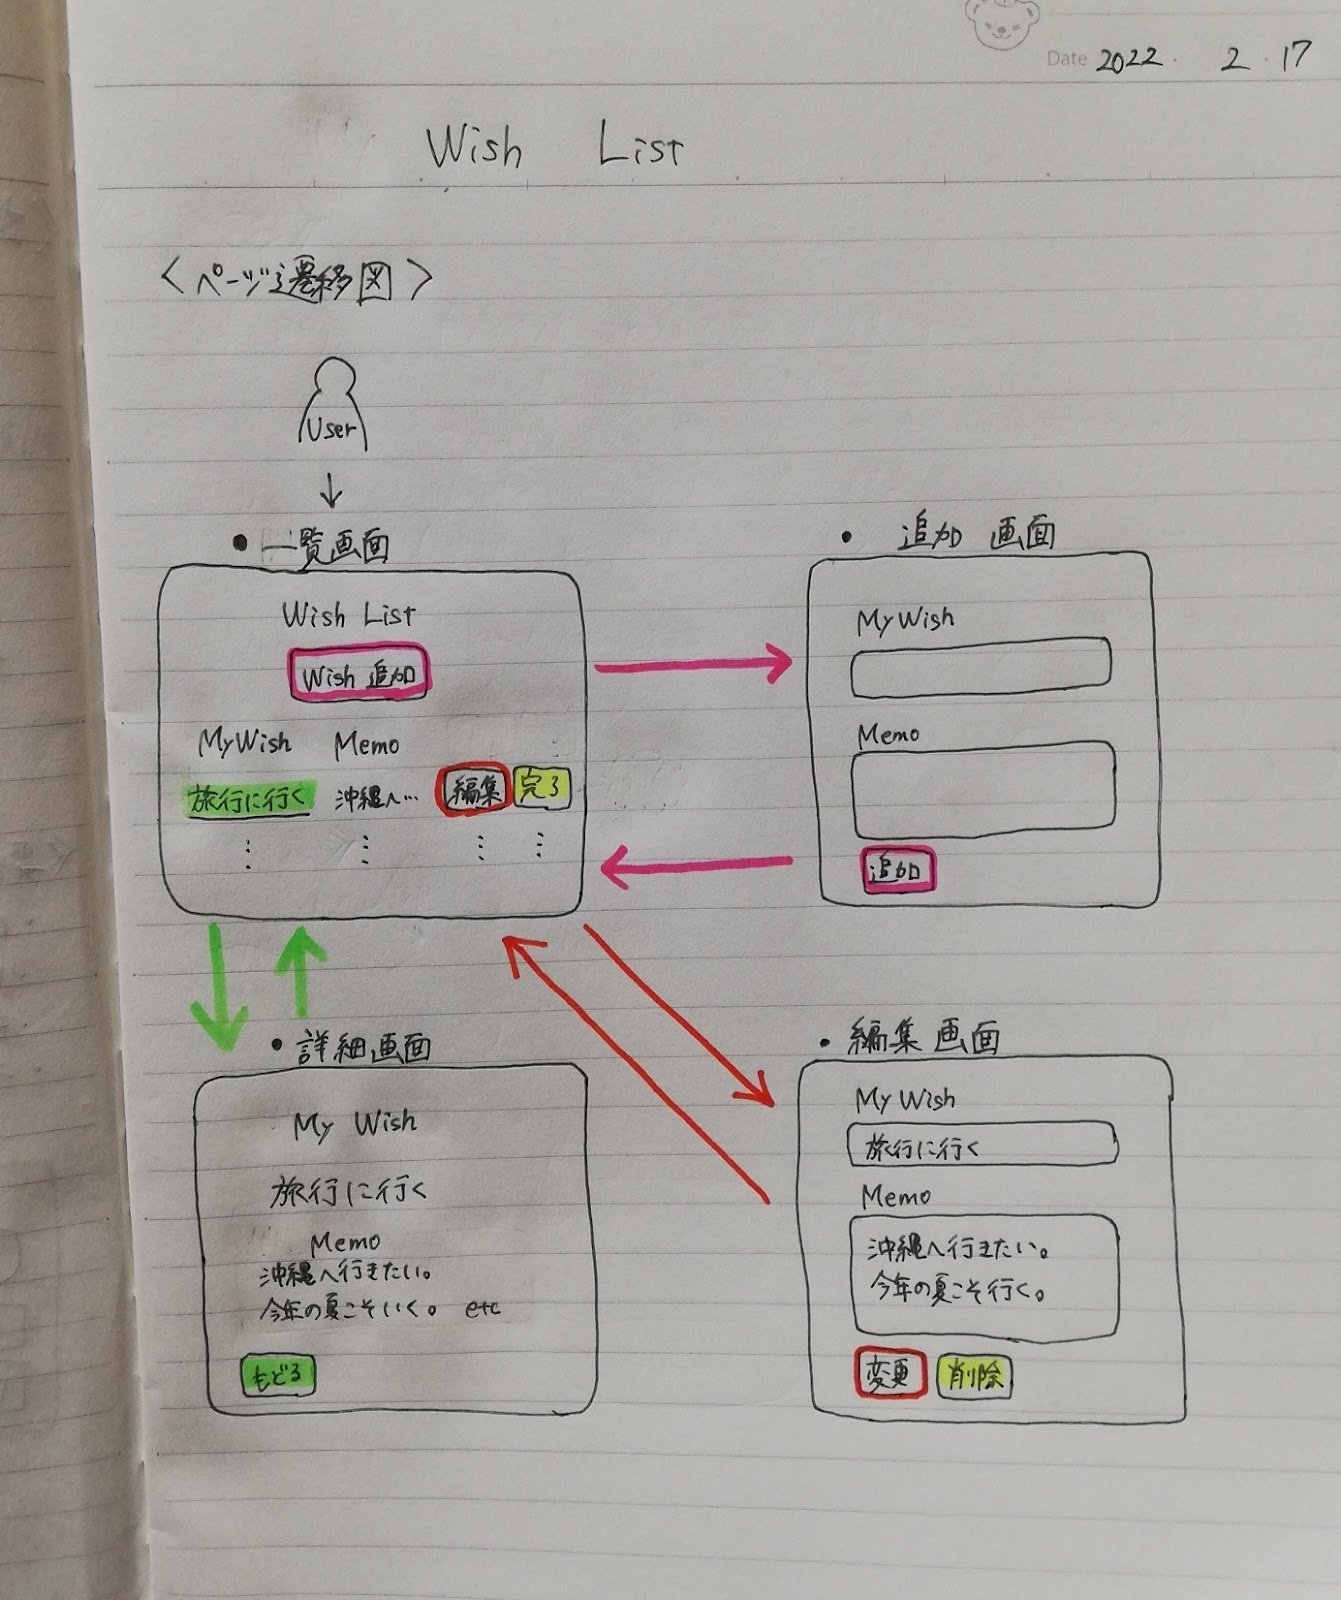 Date 2022. 2. 17
Wish List
<ページ遷移図>
User
• 一覧画面
Wish List
Wish 追加
MyWish Memo
旅行に行く 沖縄へ… 編集 完了
• 追加 画面
MyWish
Memo
追加
• 詳細画面
My Wish
旅行に行く
Memo
沖縄へ行きたい。
今年の夏こそいく。 etc
もどる
• 編集画面
My Wish
旅行に行く
Memo
沖縄へ行きたい。
今年の夏こそ行く。
変更 削除